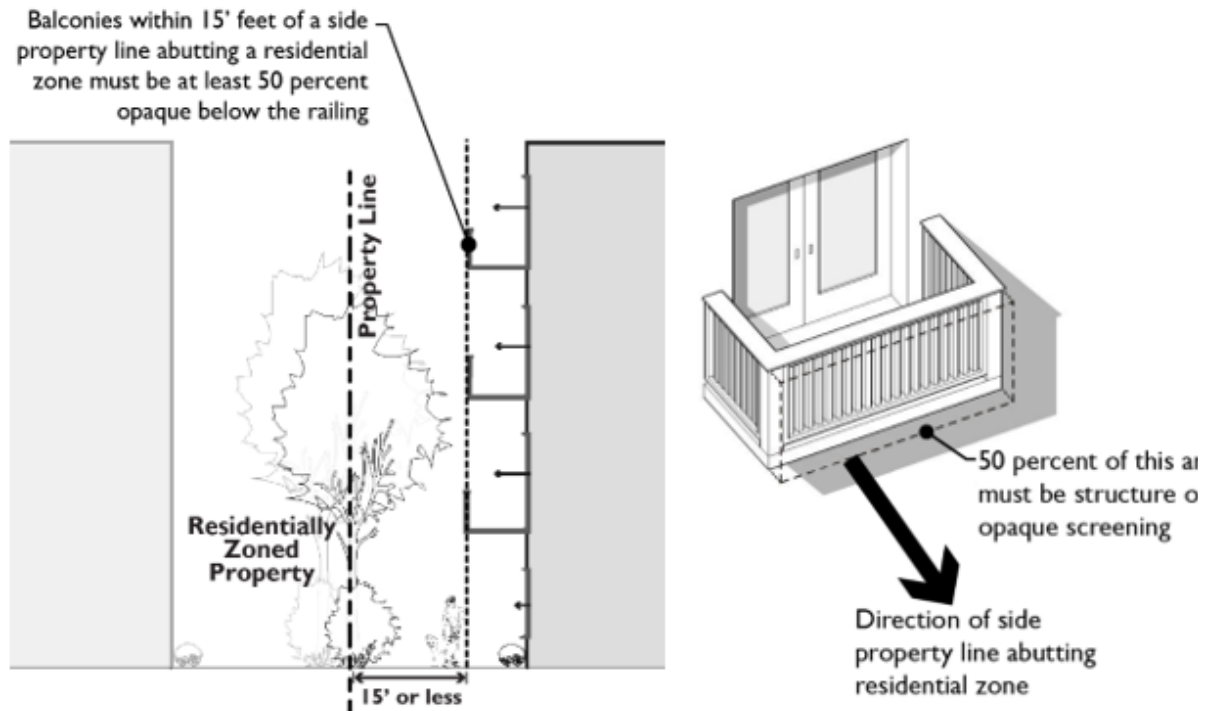 Balconies within 15' feet of a side
property line abutting a residential
zone must be at least 50 percent
opaque below the railing
Property Line
Residentially
Zoned
Property
15' or less
50 percent of this
must be structure
opaque screening
Direction of side
property line abutting
residential zone